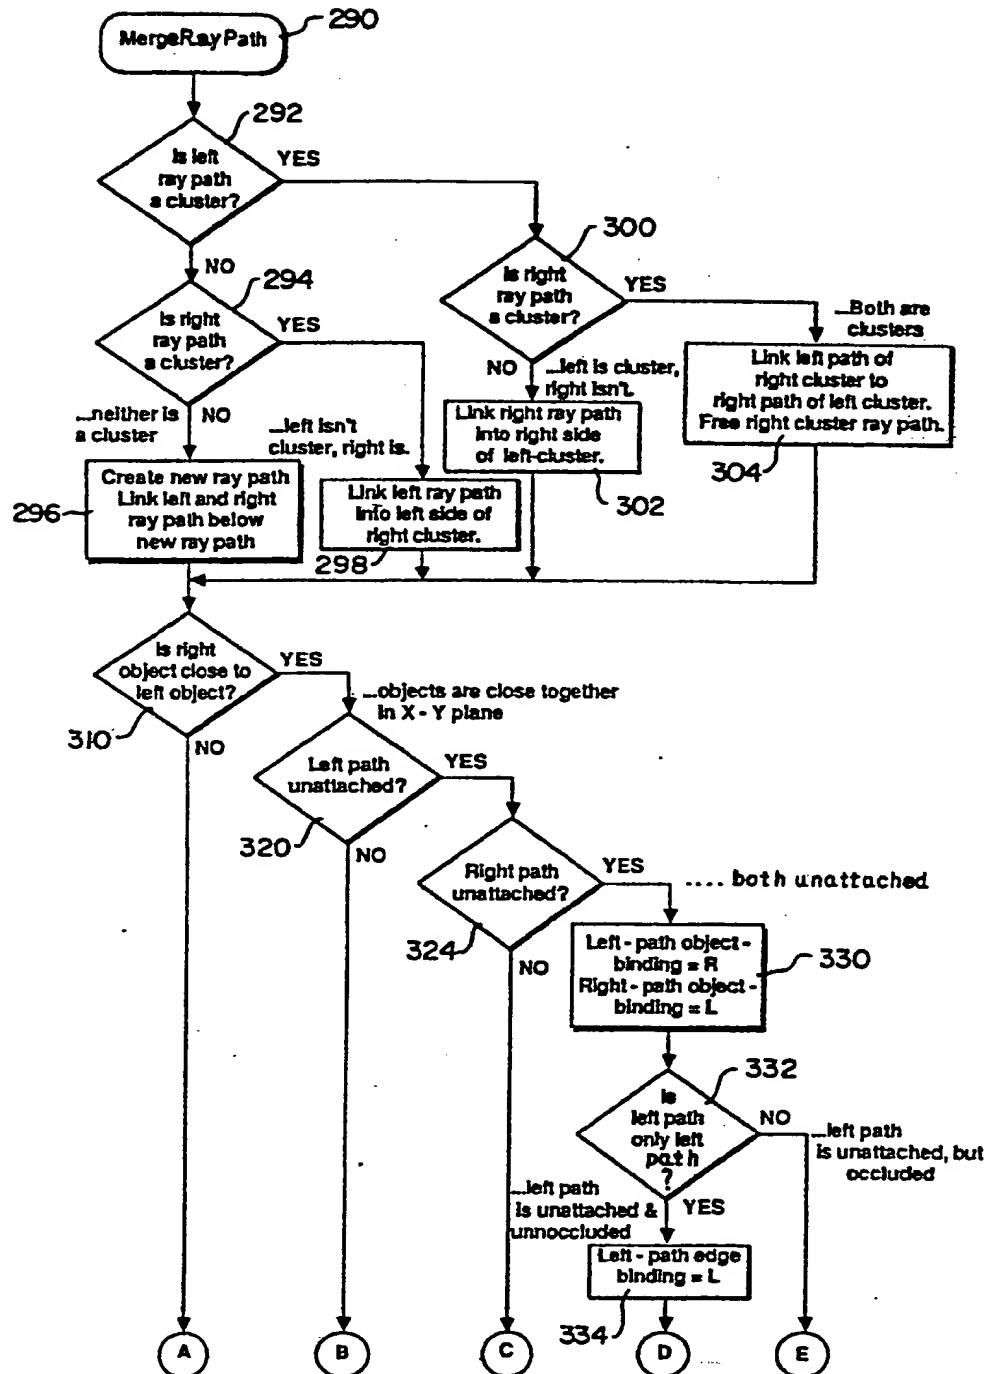 MergeRay Path
290
292
Is left
ray path
a cluster?
YES
NO
300
Is right
ray path
a cluster?
YES
...Both are
clusters
294
Is right
ray path
a cluster?
YES
NO
...left is cluster,
right isn't.
Link left path of
right cluster to
right path of left cluster.
Free right cluster ray path.
304
...neither is
a cluster
NO
...left isn't
cluster, right is.
Link right ray path
into right side
of left-cluster.
302
296
Create new ray path
Link left and right
ray path below
new ray path
Link left ray path
into left side of
right cluster.
298
Is right
object close to
left object?
YES
310
NO
...objects are close together
in X - Y plane
Left path
unattached?
YES
320
NO
Right path
unattached?
YES
.... both unattached
324
NO
Left - path object -
binding = R
Right - path object -
binding = L
330
332
Is
left path
only left
path
?
NO
...left path
is unattached, but
occluded
YES
...left path
is unattached &
unnoccluded
Left - path edge
binding = L
334
A
B
C
D
E